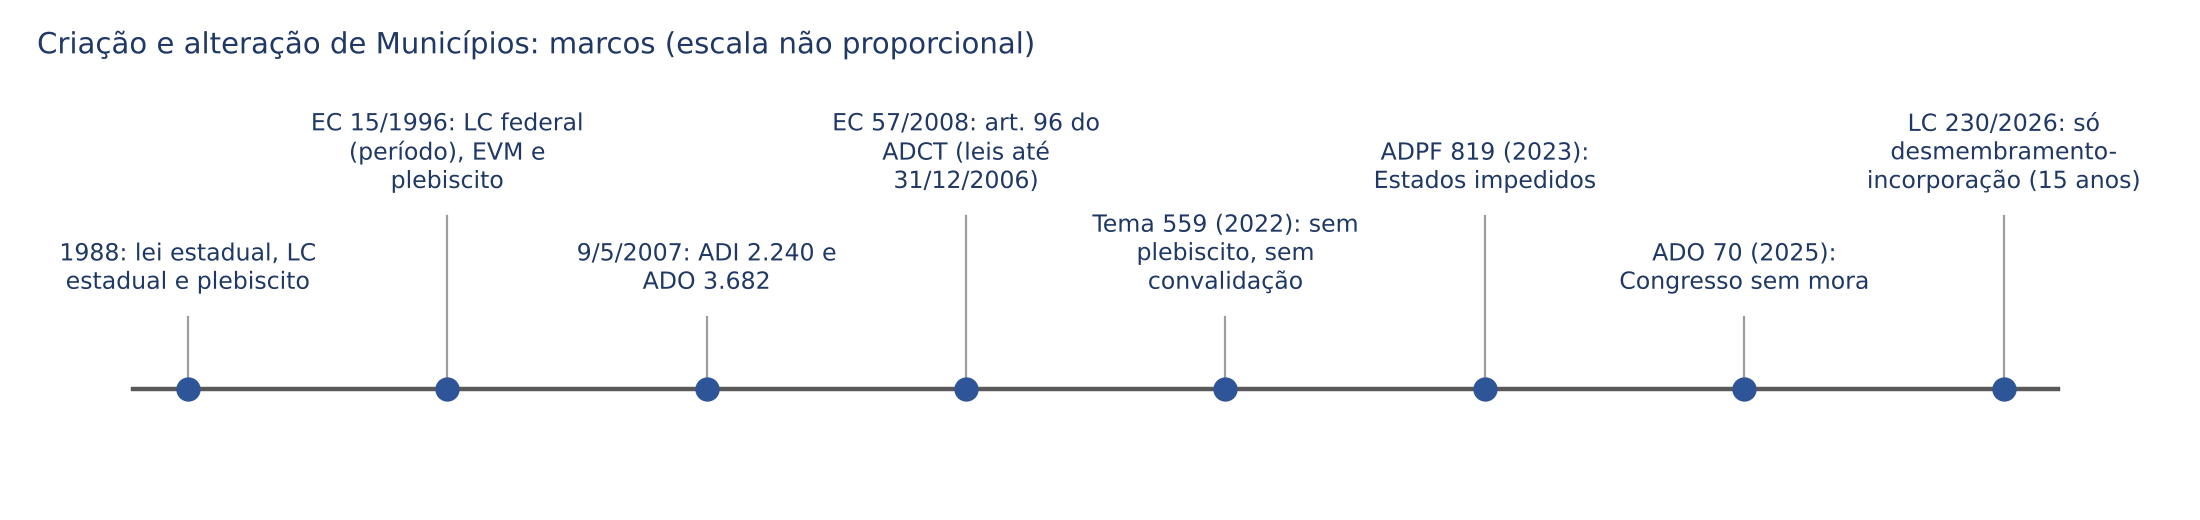 Criação e alteração de Municípios: marcos (escala não proporcional)
1988: lei estadual, LC
estadual e plebiscito
EC 15/1996: LC federal
(período), EVM e
plebiscito
9/5/2007: ADI 2.240 e
ADO 3.682
EC 57/2008: art. 96 do
ADCT (leis até
31/12/2006)
Tema 559 (2022): sem
plebiscito, sem
convalidação
ADPF 819 (2023):
Estados impedidos
ADO 70 (2025):
Congresso sem mora
LC 230/2026: só
desmembramento-
incorporação (15 anos)